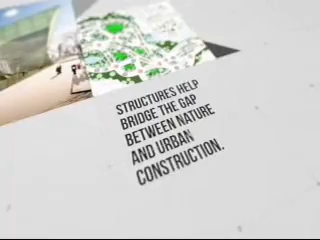 STRUCTURES HELP
BRIDGE THE GAP
BETWEEN NATURE
AND URBAN
CONSTRUCTION.